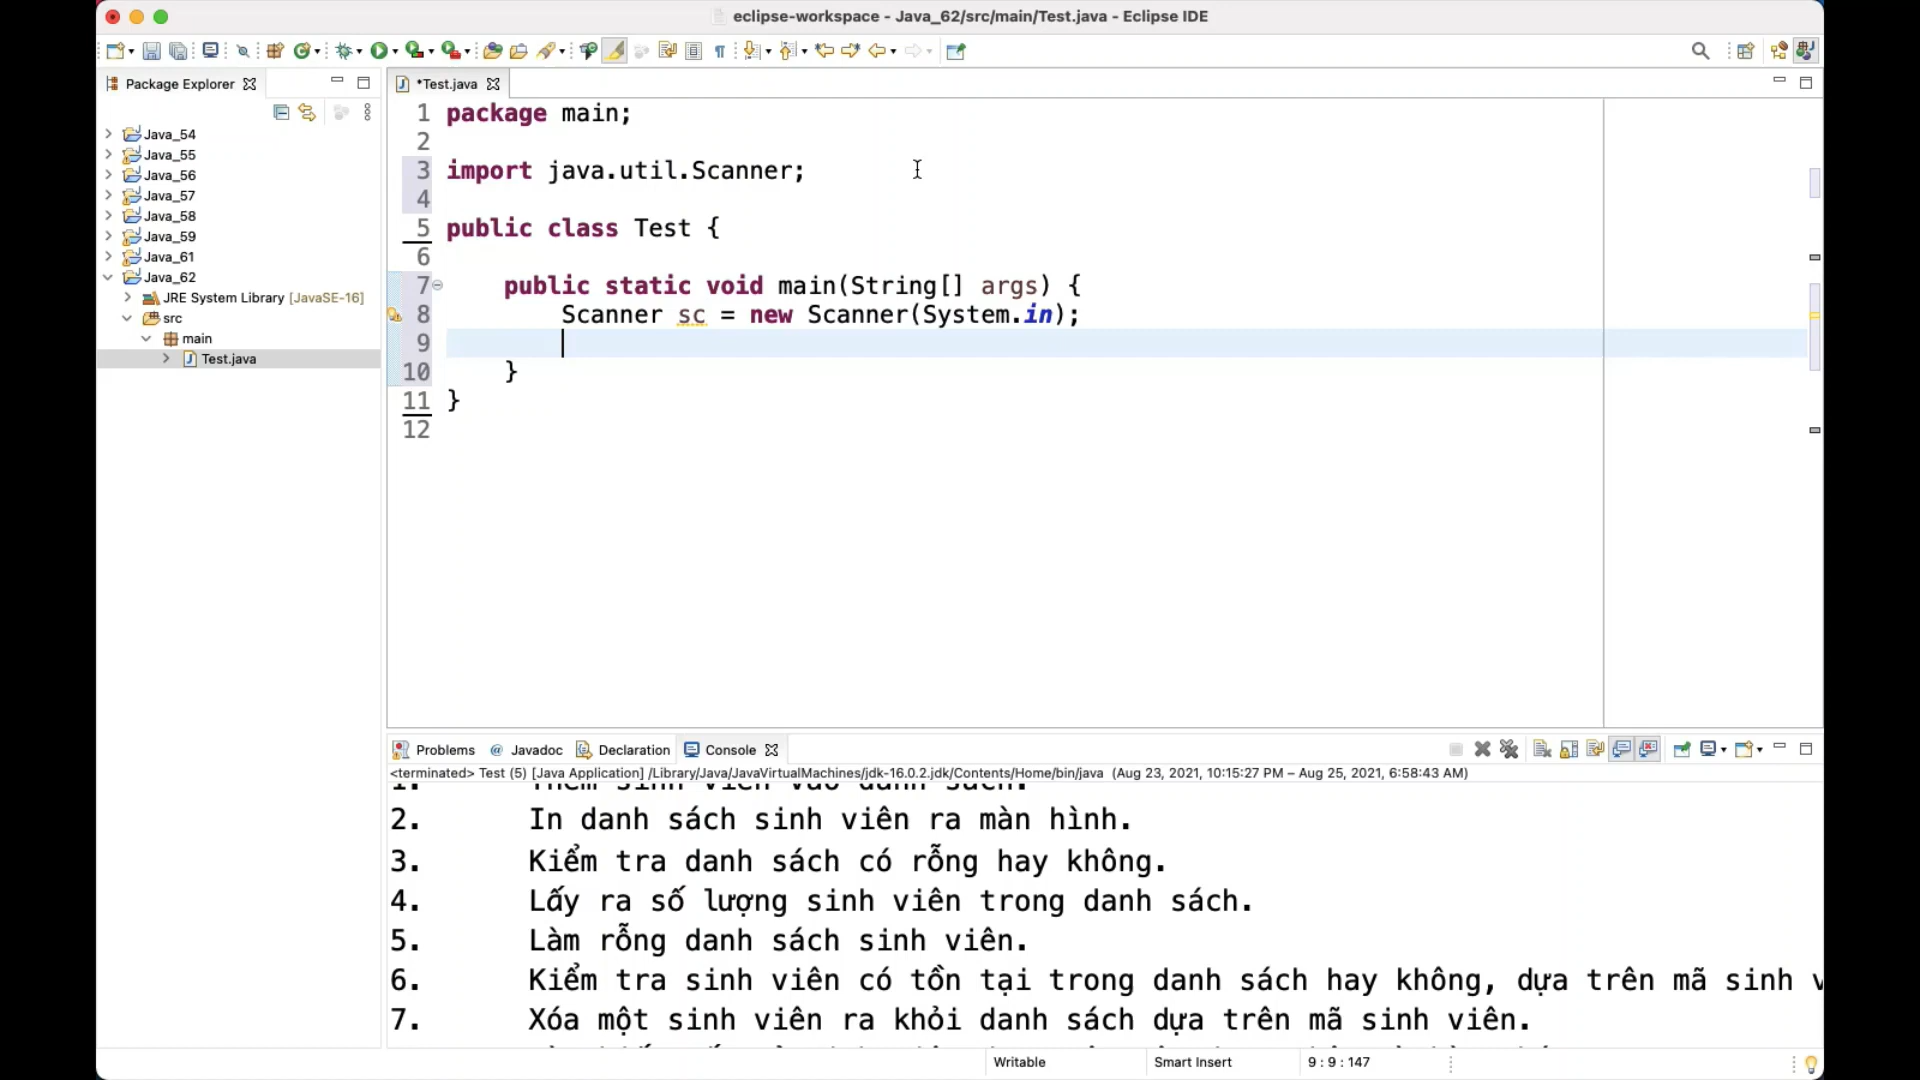 eclipse-workspace - Java_62/src/main/Test.java - Eclipse IDE
Package Explorer
*Test.java
Java_54
Java_55
Java_56
Java_57
Java_58
Java_59
Java_61
Java_62
JRE System Library [JavaSE-16]
src
main
Test.java
1 package main;
2
3 import java.util.Scanner;
4
5 public class Test {
6
7 public static void main(String[] args) {
8 Scanner sc = new Scanner(System.in);
9
10 }
11 }
12
Problems @ Javadoc Declaration Console
<terminated> Test (5) [Java Application] /Library/Java/JavaVirtualMachines/jdk-16.0.2.jdk/Contents/Home/bin/java (Aug 23, 2021, 10:15:27 PM – Aug 25, 2021, 6:58:43 AM)
1. Thêm sinh viên vào danh sách.
2. In danh sách sinh viên ra màn hình.
3. Kiểm tra danh sách có rỗng hay không.
4. Lấy ra số lượng sinh viên trong danh sách.
5. Làm rỗng danh sách sinh viên.
6. Kiểm tra sinh viên có tồn tại trong danh sách hay không, dựa trên mã sinh v
7. Xóa một sinh viên ra khỏi danh sách dựa trên mã sinh viên.
Writable Smart Insert 9 : 9 : 147